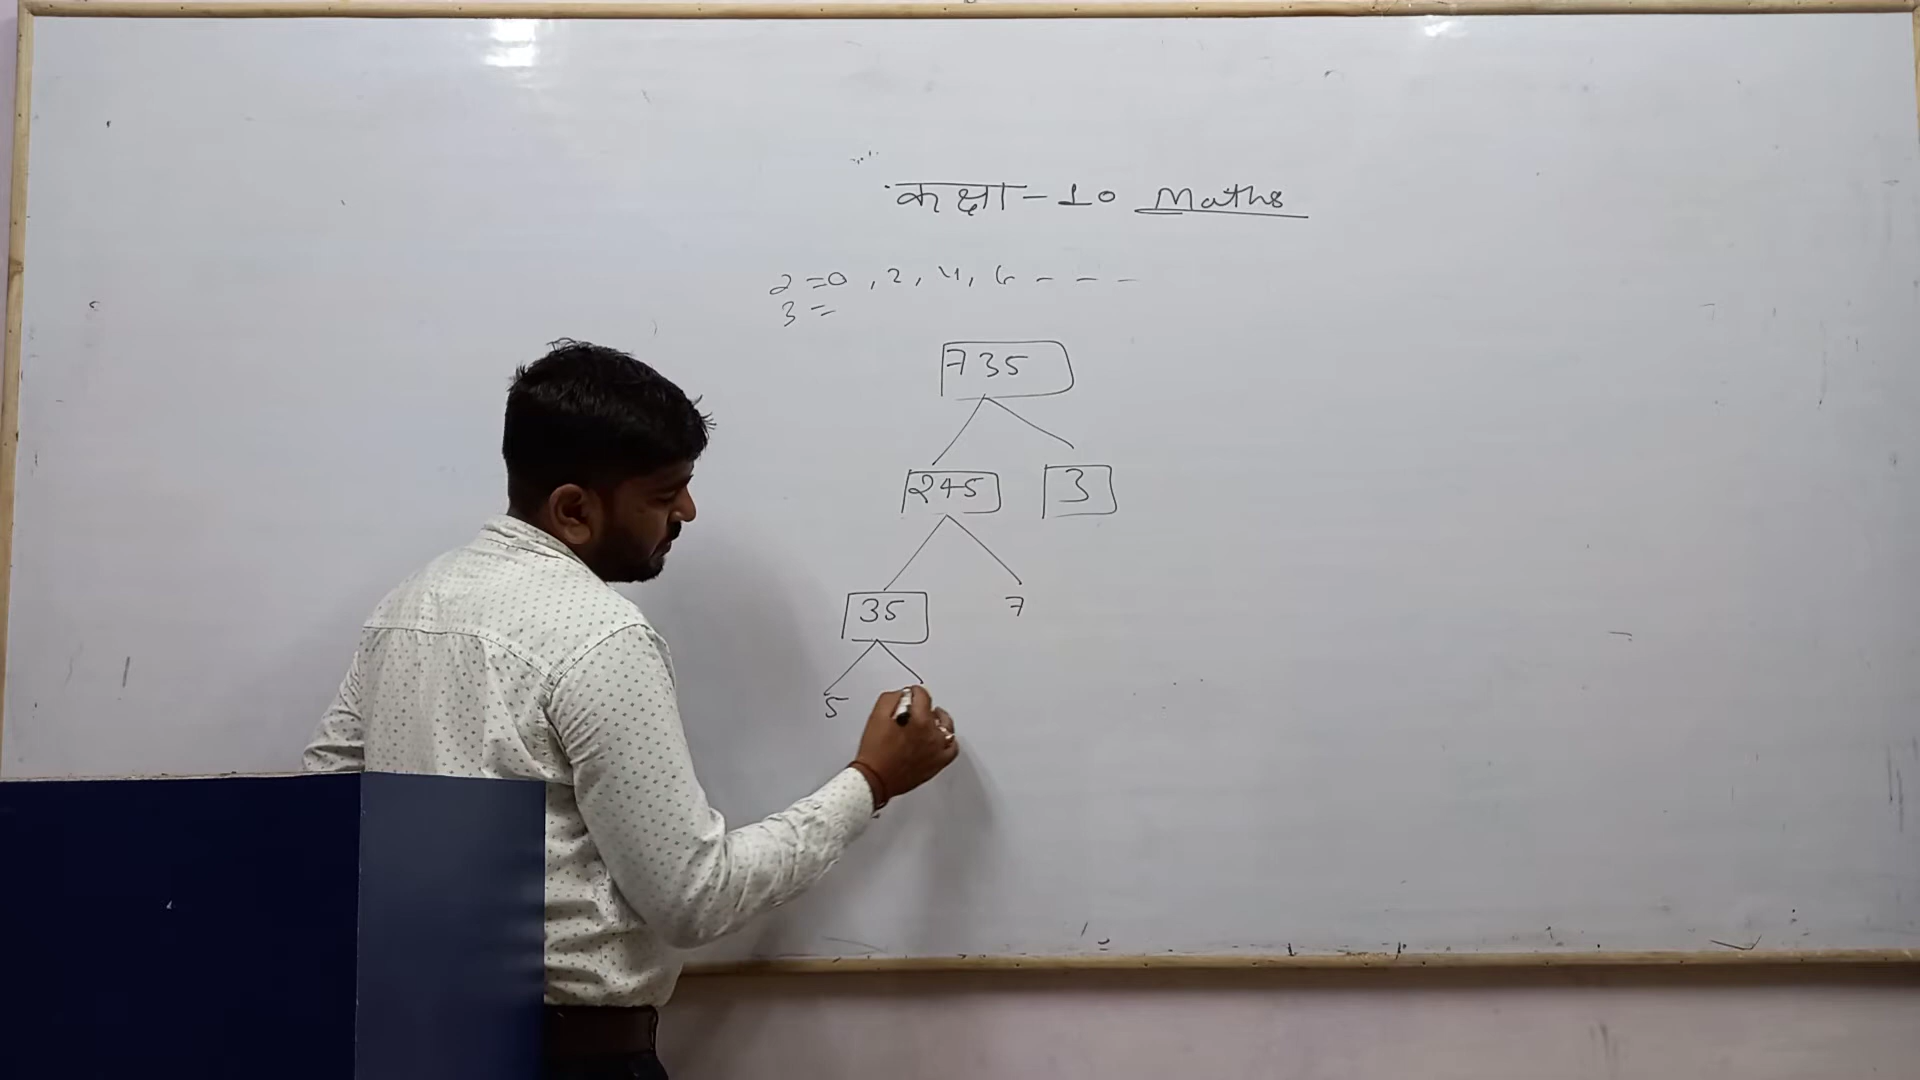 कक्षा-10 Maths
2 = 0, 2, 4, 6 - - -
3 =
735
245 3
35 7
5